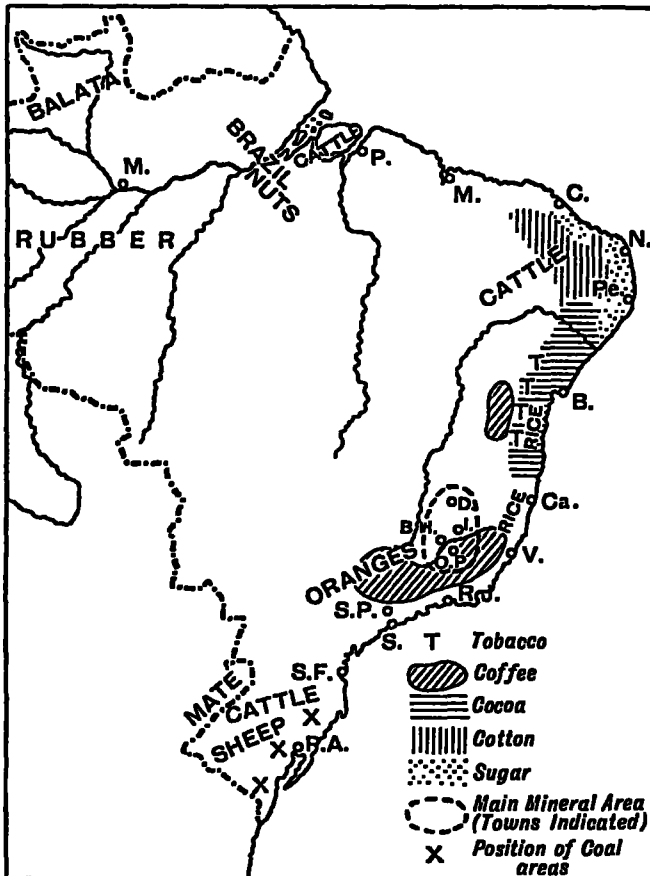 BALATA
BRAZIL NUTS
CATTLE
P.
M.
M.
C.
RUBBER
N.
CATTLE
Pe.
T
T
B.
T
T
RICE
D.
Ca.
RICE
B.H.
I.
O.P.
V.
ORANGES
R.
S.P.
S.
S.F.
MATE
CATTLE
X
SHEEP
X
P.A.
X
T Tobacco
Coffee
Cocoa
Cotton
Sugar
Main Mineral Area
(Towns Indicated)
X Position of Coal
areas